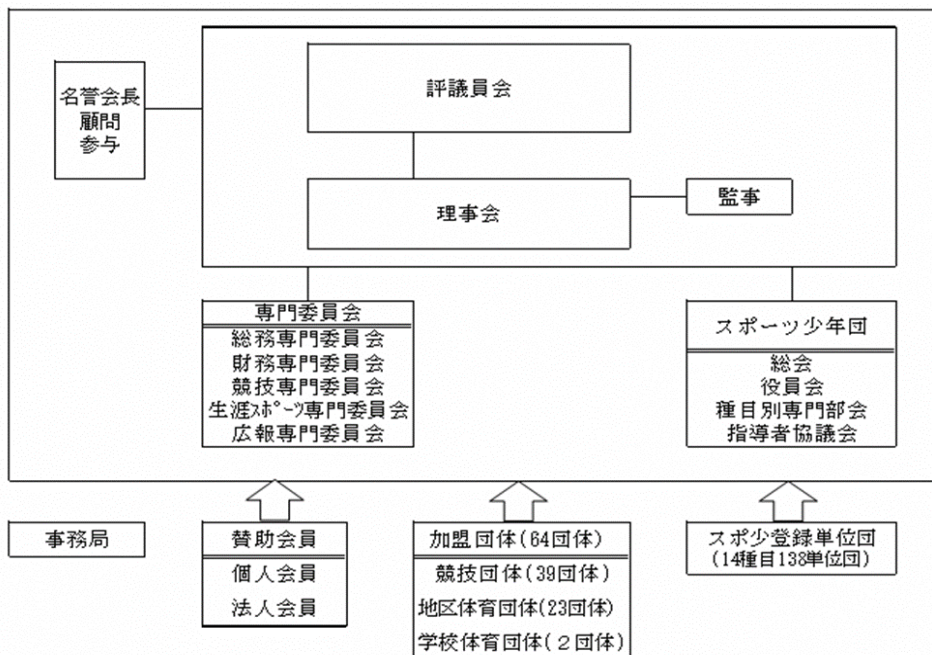 評議員会
名誉会長
顧問
参与
理事会
監事
専門委員会
総務専門委員会
財務専門委員会
競技専門委員会
生涯ｽﾎﾟｰﾂ専門委員会
広報専門委員会
スポーツ少年団
総会
役員会
種目別専門部会
指導者協議会
事務局
賛助会員
個人会員
法人会員
加盟団体(64団体)
競技団体(39団体)
地区体育団体(23団体)
学校体育団体(２団体)
スポ少登録単位団
(14種目138単位団)